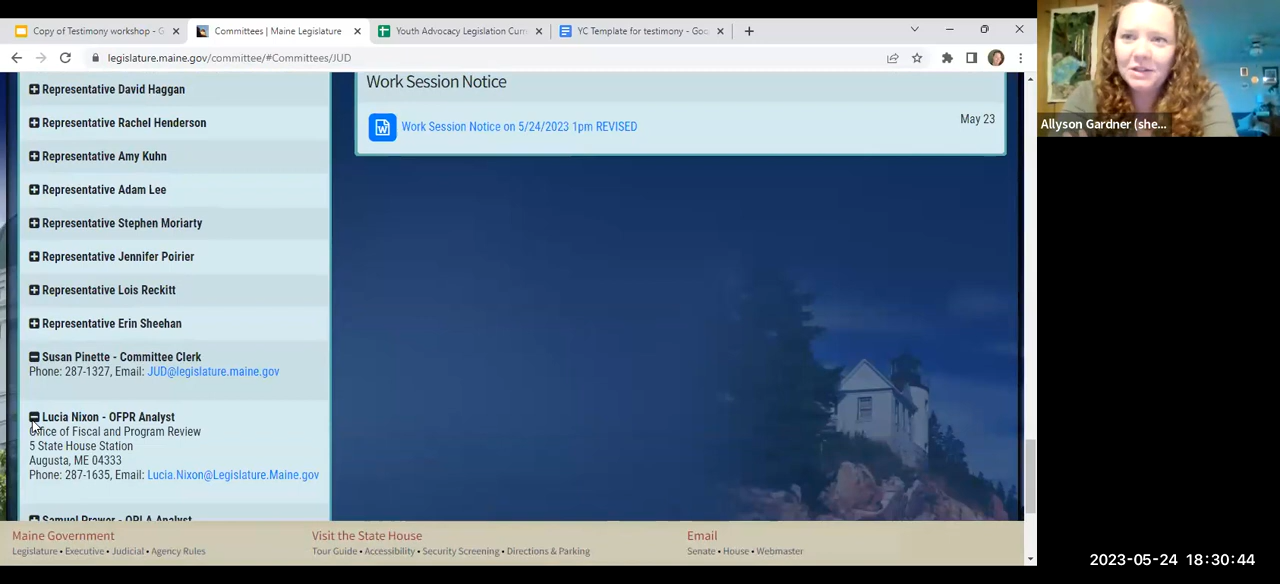 Copy of Testimony workshop - G
Committees | Maine Legislature
Youth Advocacy Legislation Curr
YC Template for testimony - Goo
legislature.maine.gov/committee/#Committees/JUD
Representative David Haggan
Representative Rachel Henderson
Representative Amy Kuhn
Representative Adam Lee
Representative Stephen Moriarty
Representative Jennifer Poirier
Representative Lois Reckitt
Representative Erin Sheehan
Susan Pinette - Committee Clerk
Phone: 287-1327, Email: JUD@legislature.maine.gov
Lucia Nixon - OFPR Analyst
Office of Fiscal and Program Review
5 State House Station
Augusta, ME 04333
Phone: 287-1635, Email: Lucia.Nixon@Legislature.Maine.gov
Samuel Prawer - OPLA Analyst
Work Session Notice
Work Session Notice on 5/24/2023 1pm REVISED
May 23
Maine Government
Legislature • Executive • Judicial • Agency Rules
Visit the State House
Tour Guide • Accessibility • Security Screening • Directions & Parking
Email
Senate • House • Webmaster
Allyson Gardner (she...
2023-05-24 18:30:44